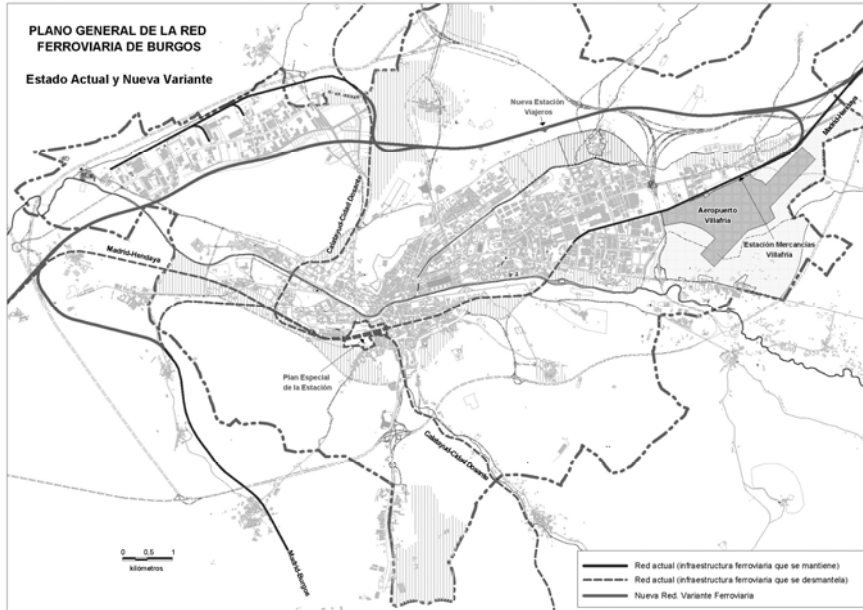 PLANO GENERAL DE LA RED
FERROVIARIA DE BURGOS
Estado Actual y Nueva Variante
Nueva Estación
Viajeros
Madrid-Hendaya
Calatayud-Cidad Dosante
Aeropuerto
Villafría
Estación Mercancías
Villafría
Madrid-Hendaya
Plan Especial
de la Estación
Calatayud-Cidad Dosante
Madrid-Burgos
0 0,5 1
kilómetros
Red actual (infraestructura ferroviaria que se mantiene)
Red actual (infraestructura ferroviaria que se desmantela)
Nueva Red. Variante Ferroviaria